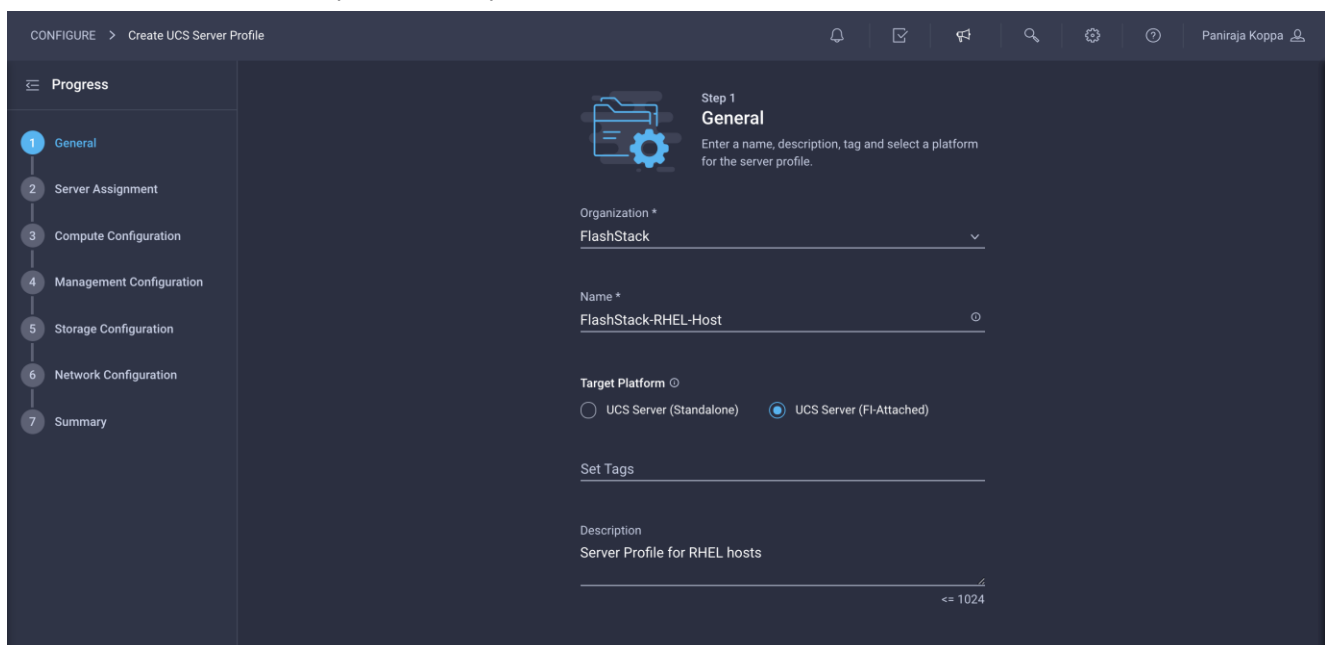 CONFIGURE > Create UCS Server Profile
Paniraja Koppa
Progress
1 General
2 Server Assignment
3 Compute Configuration
4 Management Configuration
5 Storage Configuration
6 Network Configuration
7 Summary
Step 1
General
Enter a name, description, tag and select a platform
for the server profile.
Organization *
FlashStack
Name *
FlashStack-RHEL-Host
Target Platform
UCS Server (Standalone) UCS Server (FI-Attached)
Set Tags
Description
Server Profile for RHEL hosts
<= 1024